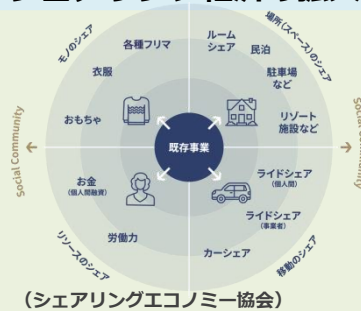 モノのシェア
場所(スペース)のシェア
各種フリマ
ルーム
シェア
民泊
衣服
駐車場
など
おもちゃ
リゾート
施設など
Social Community
既存事業
お金
(個人間融資)
ライドシェア
(個人間)
ライドシェア
(事業者)
労働力
カーシェア
リソースのシェア
移動のシェア
(シェアリングエコノミー協会)